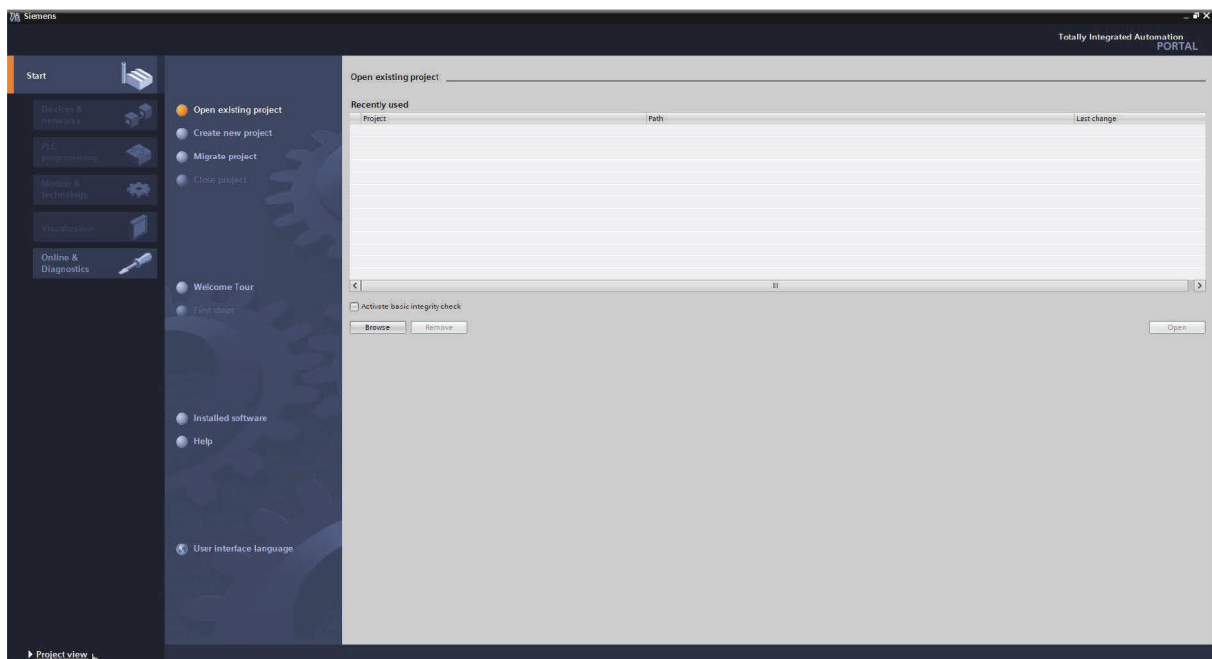 Siemens
Totally Integrated Automation
PORTAL
Start
Devices &
networks
PLC
programming
Motion &
technology
Visualization
Online &
Diagnostics
Open existing project
Create new project
Migrate project
Close project
Welcome Tour
First steps
Installed software
Help
User interface language
Open existing project
Recently used
Project Path Last change
Activate basic integrity check
Browse Remove Open
Project view